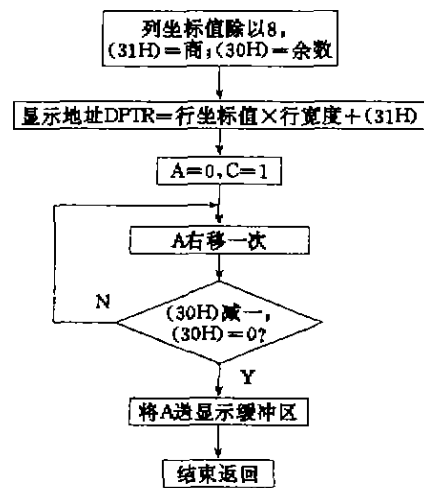 列坐标值除以8,
(31H)=商;(30H)=余数
显示地址DPTR=行坐标值×行宽度+(31H)
A=0,C=1
A右移一次
N
(30H)减一,
(30H)=0?
Y
将A送显示缓冲区
结束返回